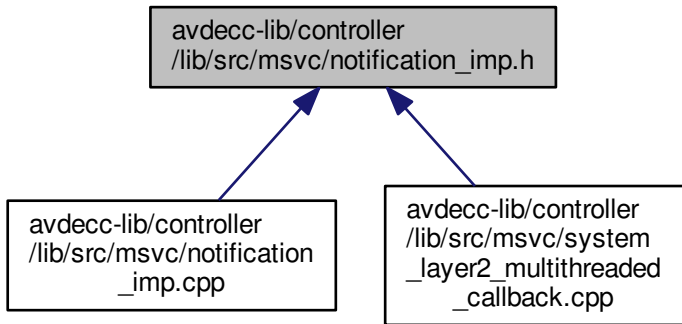 avdecc-lib/controller
/lib/src/msvc/notification_imp.h
avdecc-lib/controller
/lib/src/msvc/notification
_imp.cpp
avdecc-lib/controller
/lib/src/msvc/system
_layer2_multithreaded
_callback.cpp